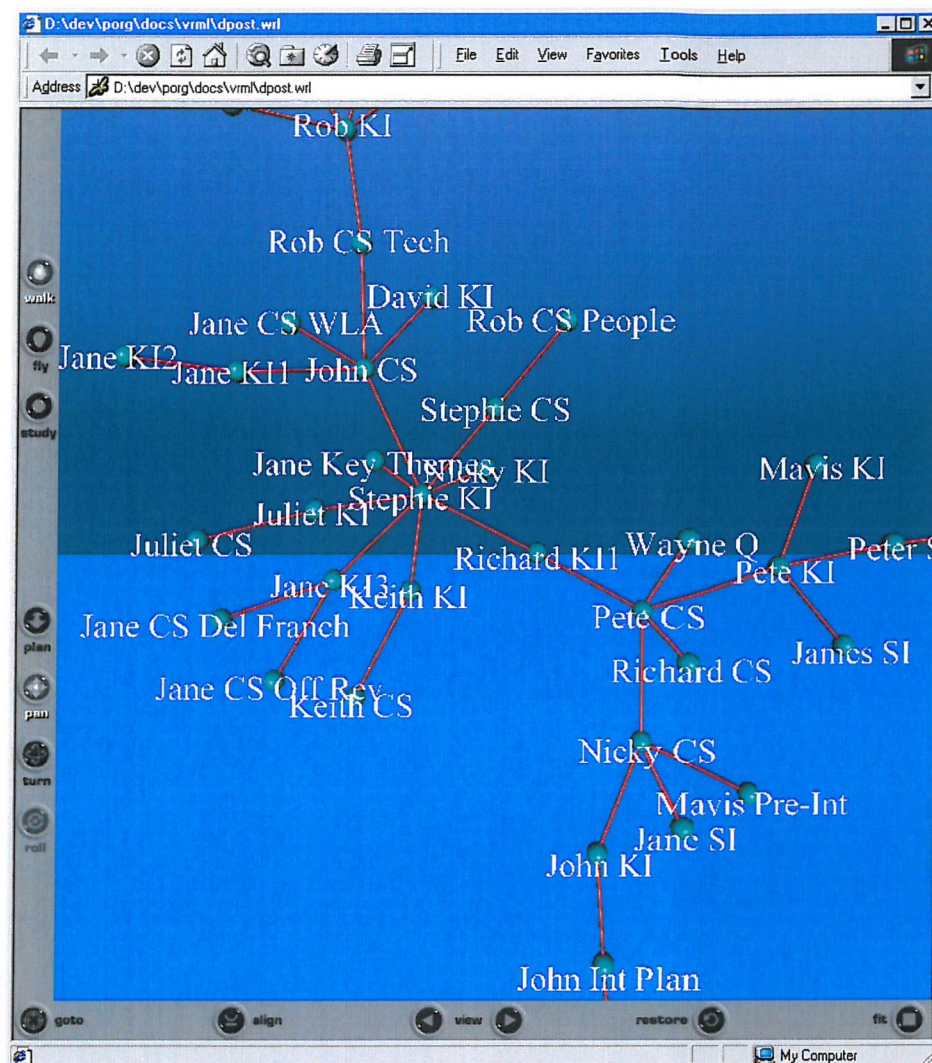 D:\dev\porg\docs\vrml\dpost.wrl
File Edit View Favorites Tools Help
Address D:\dev\porg\docs\vrml\dpost.wrl
Rob KI
Rob CS Tech
David KI
Jane CS WLA
Rob CS People
walk
Jane KI2
Jane KI1
John CS
fly
Stephie CS
study
Jane Key Themes
Nicky KI
Mavis KI
Stephie KI
Juliet KI
Juliet CS
Richard KI1
Wayne Q
Pete KI
Peter S
Jane KI3
Keith KI
Jane CS Del Franch
Pete CS
plan
James SI
Richard CS
Jane CS Off Rev
Keith CS
pan
Nicky CS
turn
Mavis Pre-Int
Jane SI
roll
John KI
John Int Plan
goto align view restore fit
My Computer